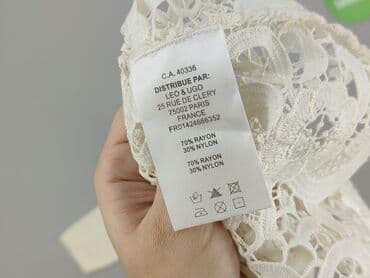 C.A. 40336
DISTRIBUE PAR:
LEO & UGO
25 RUE DE CLERY
75002 PARIS
FRANCE
FR01424666352
70% RAYON
30% NYLON
70% RAYON
30% NYLON